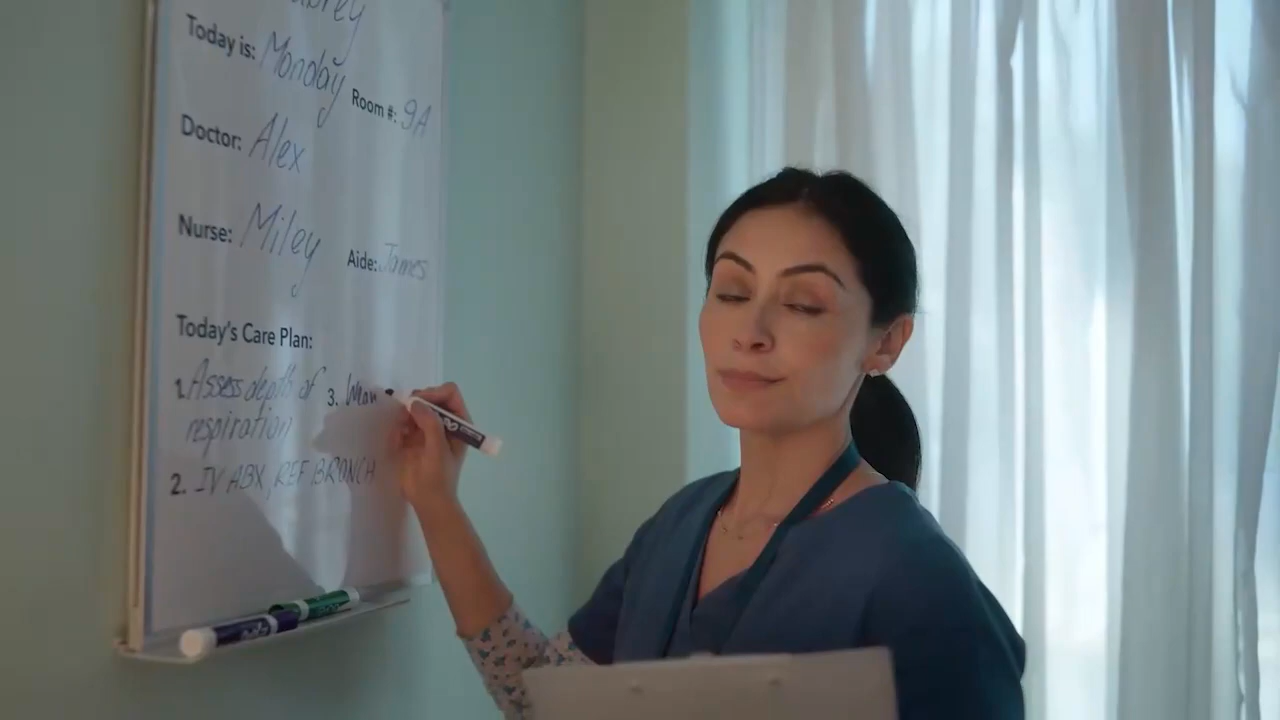 Today is: Monday
Room #: 9A
Doctor: Alex
Nurse: Miley
Aide: James
Today's Care Plan:
1. Assess depth of
respiration
2. IV ABX, REF BRONCH
3.